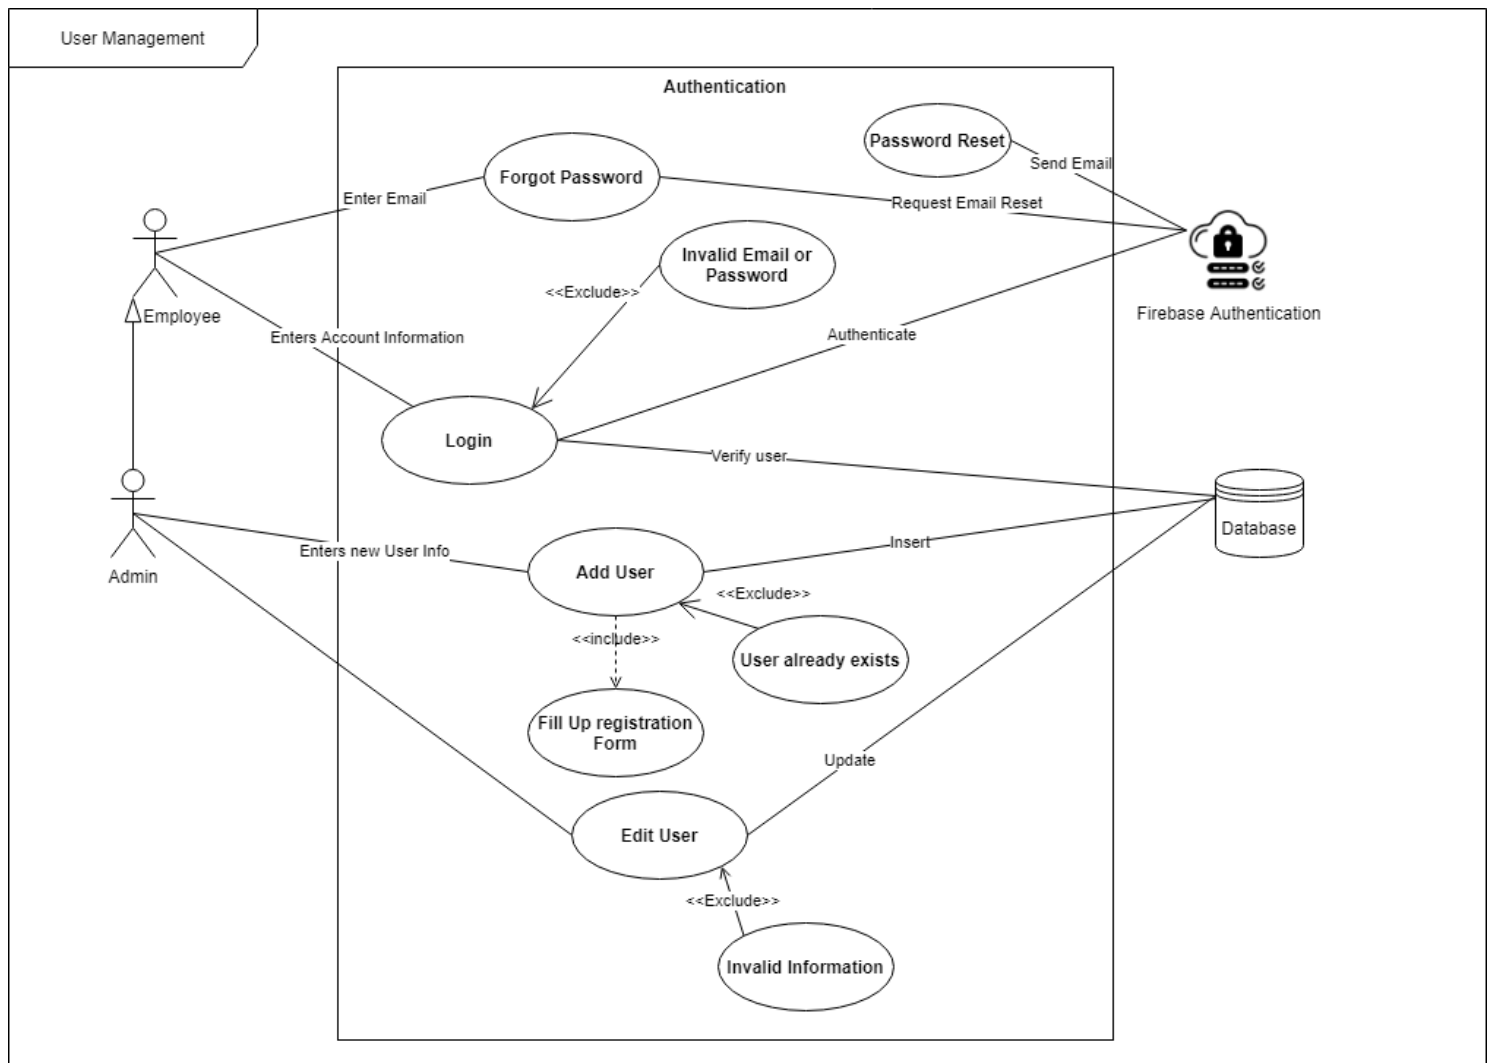 User Management
Authentication
Password Reset
Send Email
Forgot Password
Enter Email
Request Email Reset
Invalid Email or
Password
<<Exclude>>
Employee
Firebase Authentication
Enters Account Information
Authenticate
Login
Verify user
Database
Insert
Enters new User Info
Add User
Admin
<<Exclude>>
<<include>>
User already exists
Fill Up registration
Form
Update
Edit User
<<Exclude>>
Invalid Information